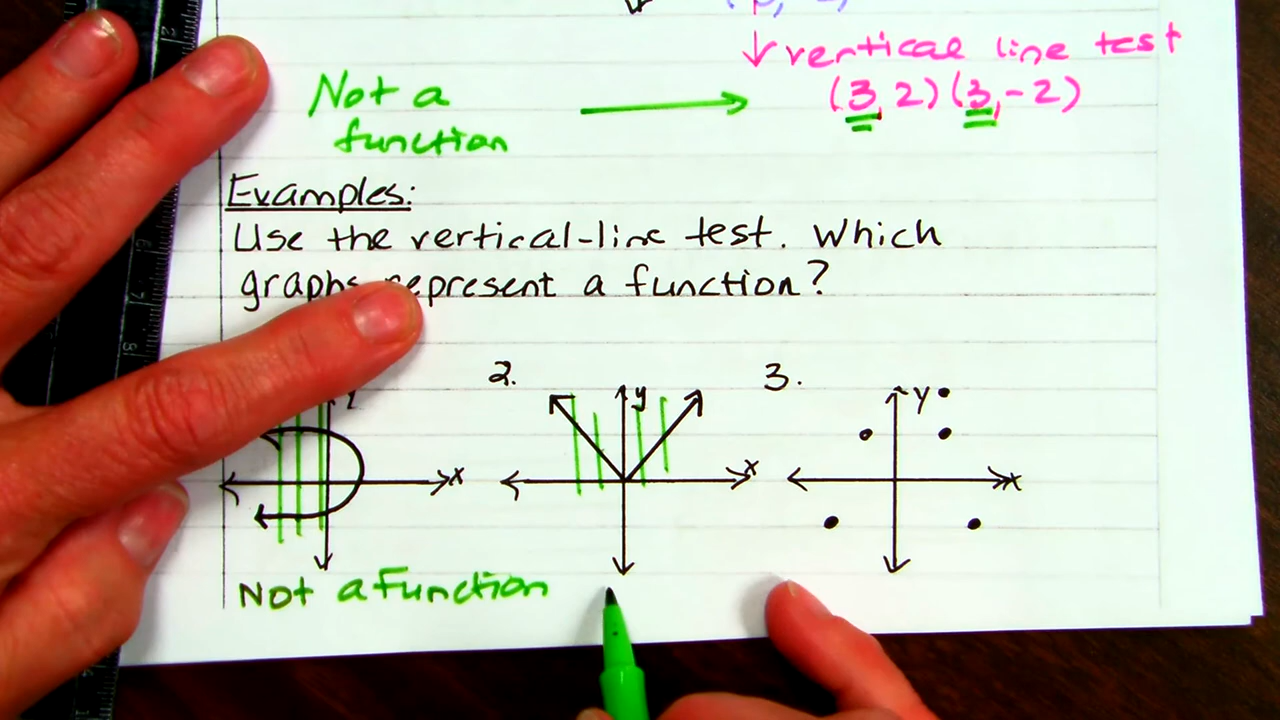 vertical line test
Not a
(3, 2) (3, -2)
function
Examples:
Use the vertical-line test. Which
graphs represent a function?
2.
3.
y
y
x
x
x
Not a Function